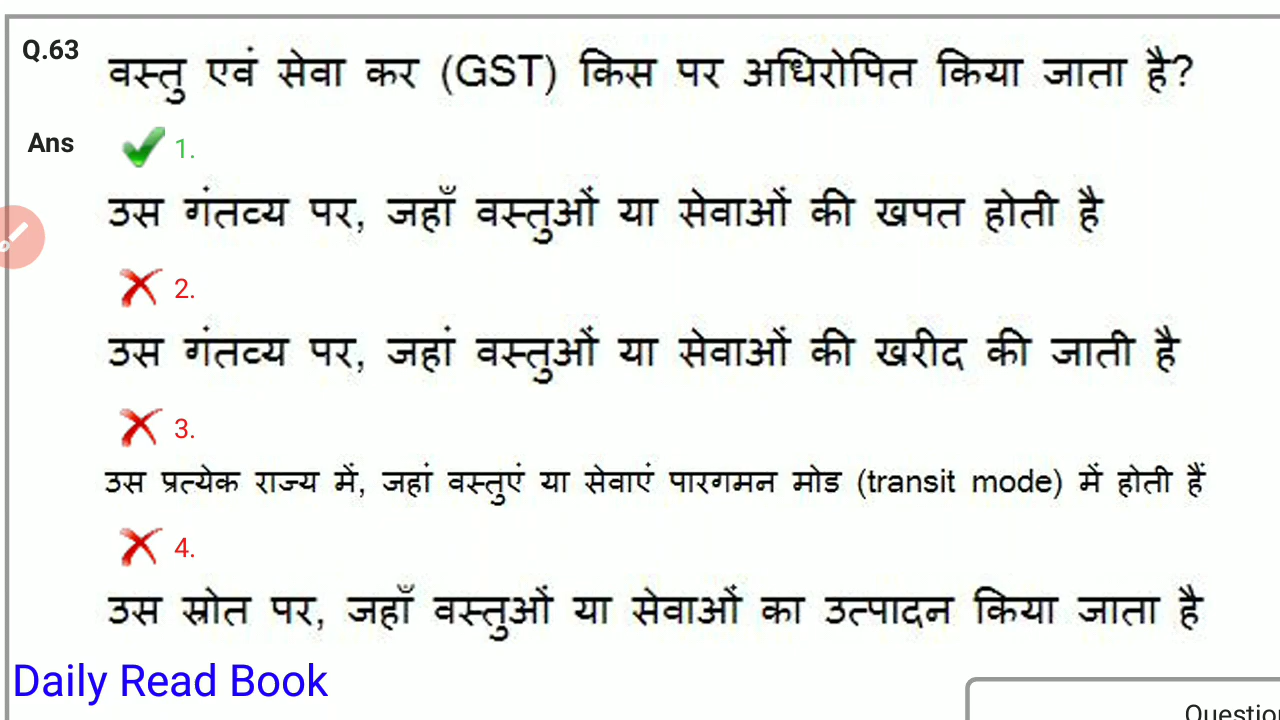 Q.63 वस्तु एवं सेवा कर (GST) किस पर अधिरोपित किया जाता है?
Ans 1.
उस गंतव्य पर, जहाँ वस्तुओं या सेवाओं की खपत होती है
2.
उस गंतव्य पर, जहां वस्तुओं या सेवाओं की खरीद की जाती है
3.
उस प्रत्येक राज्य में, जहां वस्तुएं या सेवाएं पारगमन मोड (transit mode) में होती हैं
4.
उस स्रोत पर, जहाँ वस्तुओं या सेवाओं का उत्पादन किया जाता है
Daily Read Book